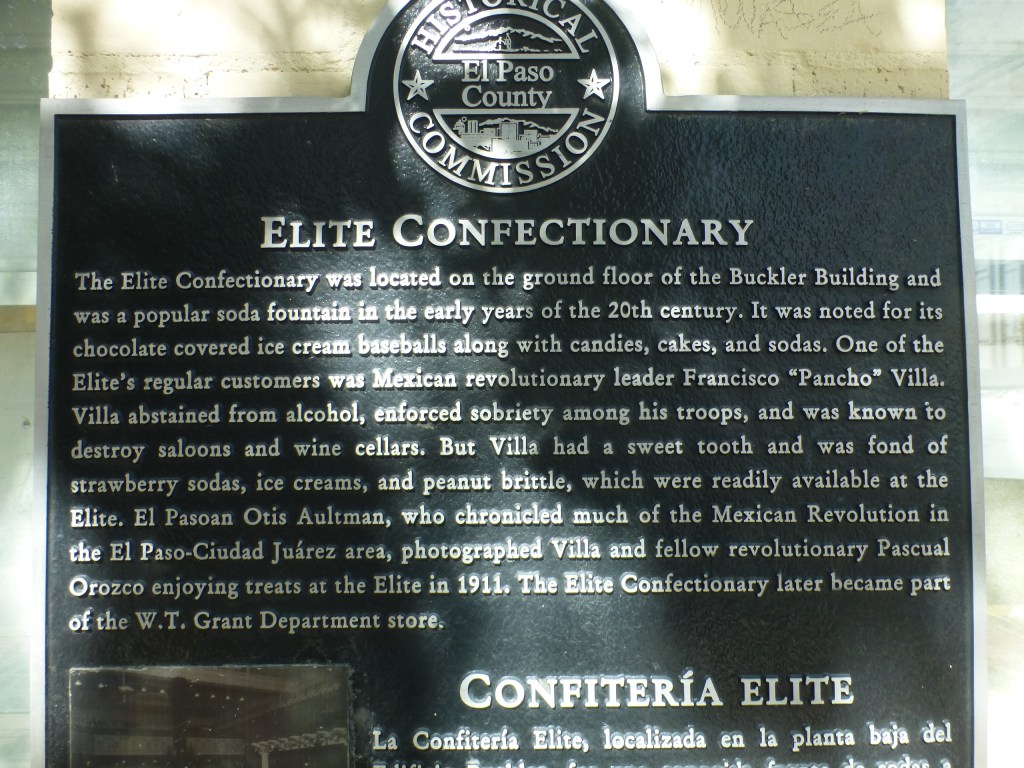 HISTORICAL
El Paso
County
COMMISSION
ELITE CONFECTIONARY
The Elite Confectionary was located on the ground floor of the Buckler Building and
was a popular soda fountain in the early years of the 20th century. It was noted for its
chocolate covered ice cream baseballs along with candies, cakes, and sodas. One of the
Elite's regular customers was Mexican revolutionary leader Francisco "Pancho" Villa.
Villa abstained from alcohol, enforced sobriety among his troops, and was known to
destroy saloons and wine cellars. But Villa had a sweet tooth and was fond of
strawberry sodas, ice creams, and peanut brittle, which were readily available at the
Elite. El Pasoan Otis Aultman, who chronicled much of the Mexican Revolution in
the El Paso-Ciudad Juárez area, photographed Villa and fellow revolutionary Pascual
Orozco enjoying treats at the Elite in 1911. The Elite Confectionary later became part
of the W.T. Grant Department store.
CONFITERÍA ELITE
La Confitería Elite, localizada en la planta baja del